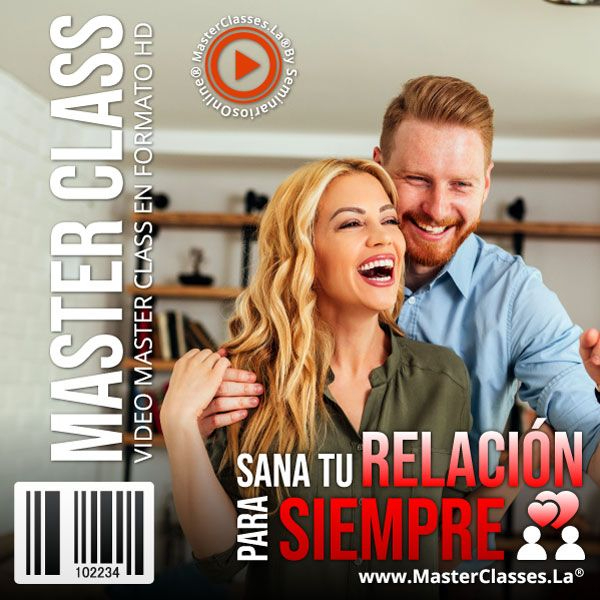 MASTER CLASS
VIDEO MASTER CLASS EN FORMATO HD
MasterClasses.La® By SeminariosOnline®
SANA TU RELACIÓN
PARA SIEMPRE
102234
www.MasterClasses.La®